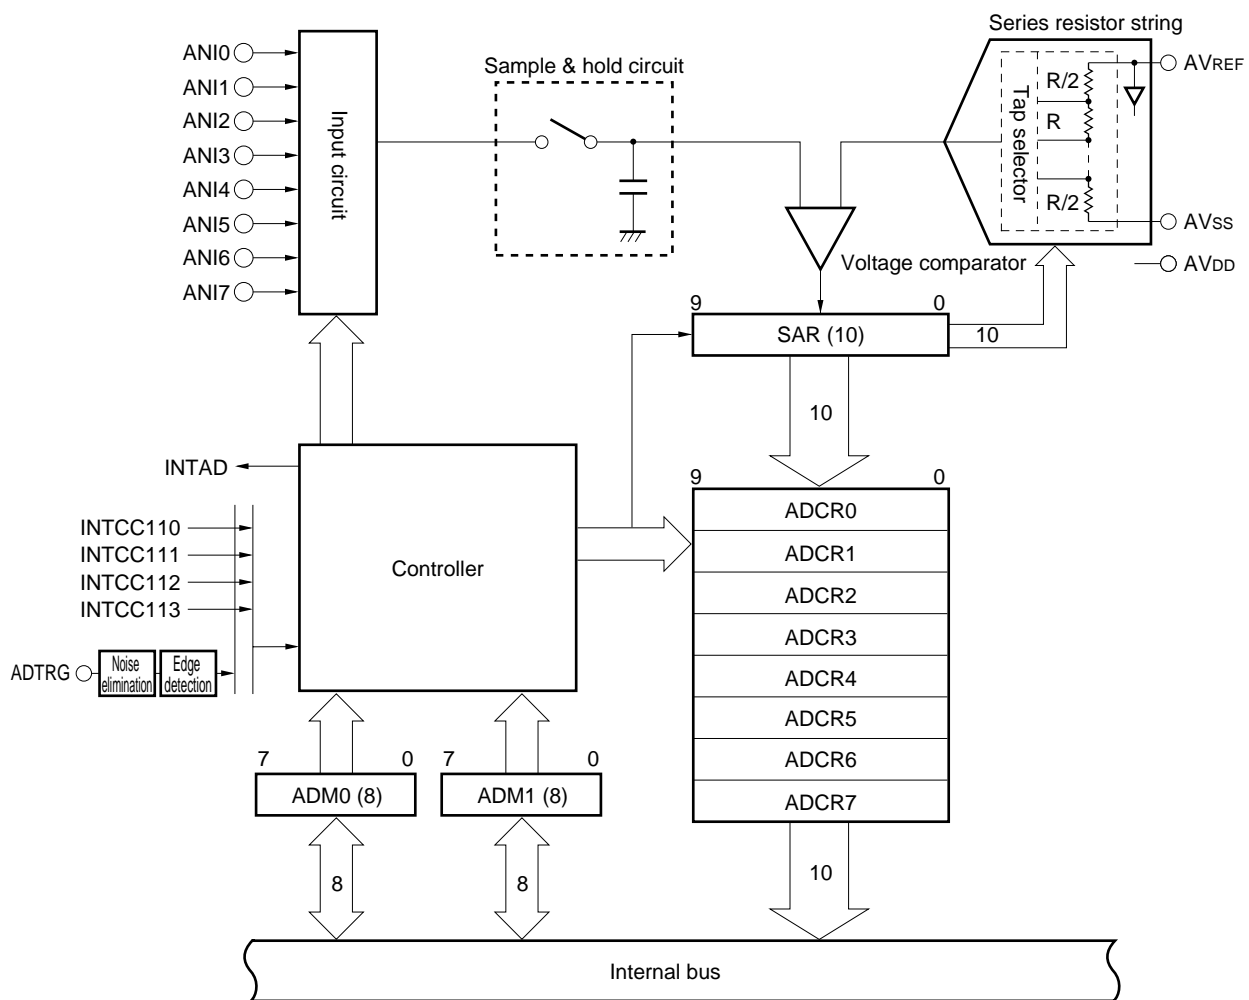 Series resistor string
ANI0
ANI1
ANI2
ANI3
ANI4
ANI5
ANI6
ANI7
Input circuit
Sample & hold circuit
Tap selector
R/2
R
R/2
AVREF
AVSS
AVDD
Voltage comparator
9
0
SAR (10)
10
10
INTAD
INTCC110
INTCC111
INTCC112
INTCC113
ADTRG
Noise
elimination
Edge
detection
Controller
9
0
ADCR0
ADCR1
ADCR2
ADCR3
ADCR4
ADCR5
ADCR6
ADCR7
7
0
ADM0 (8)
7
0
ADM1 (8)
8
8
10
Internal bus